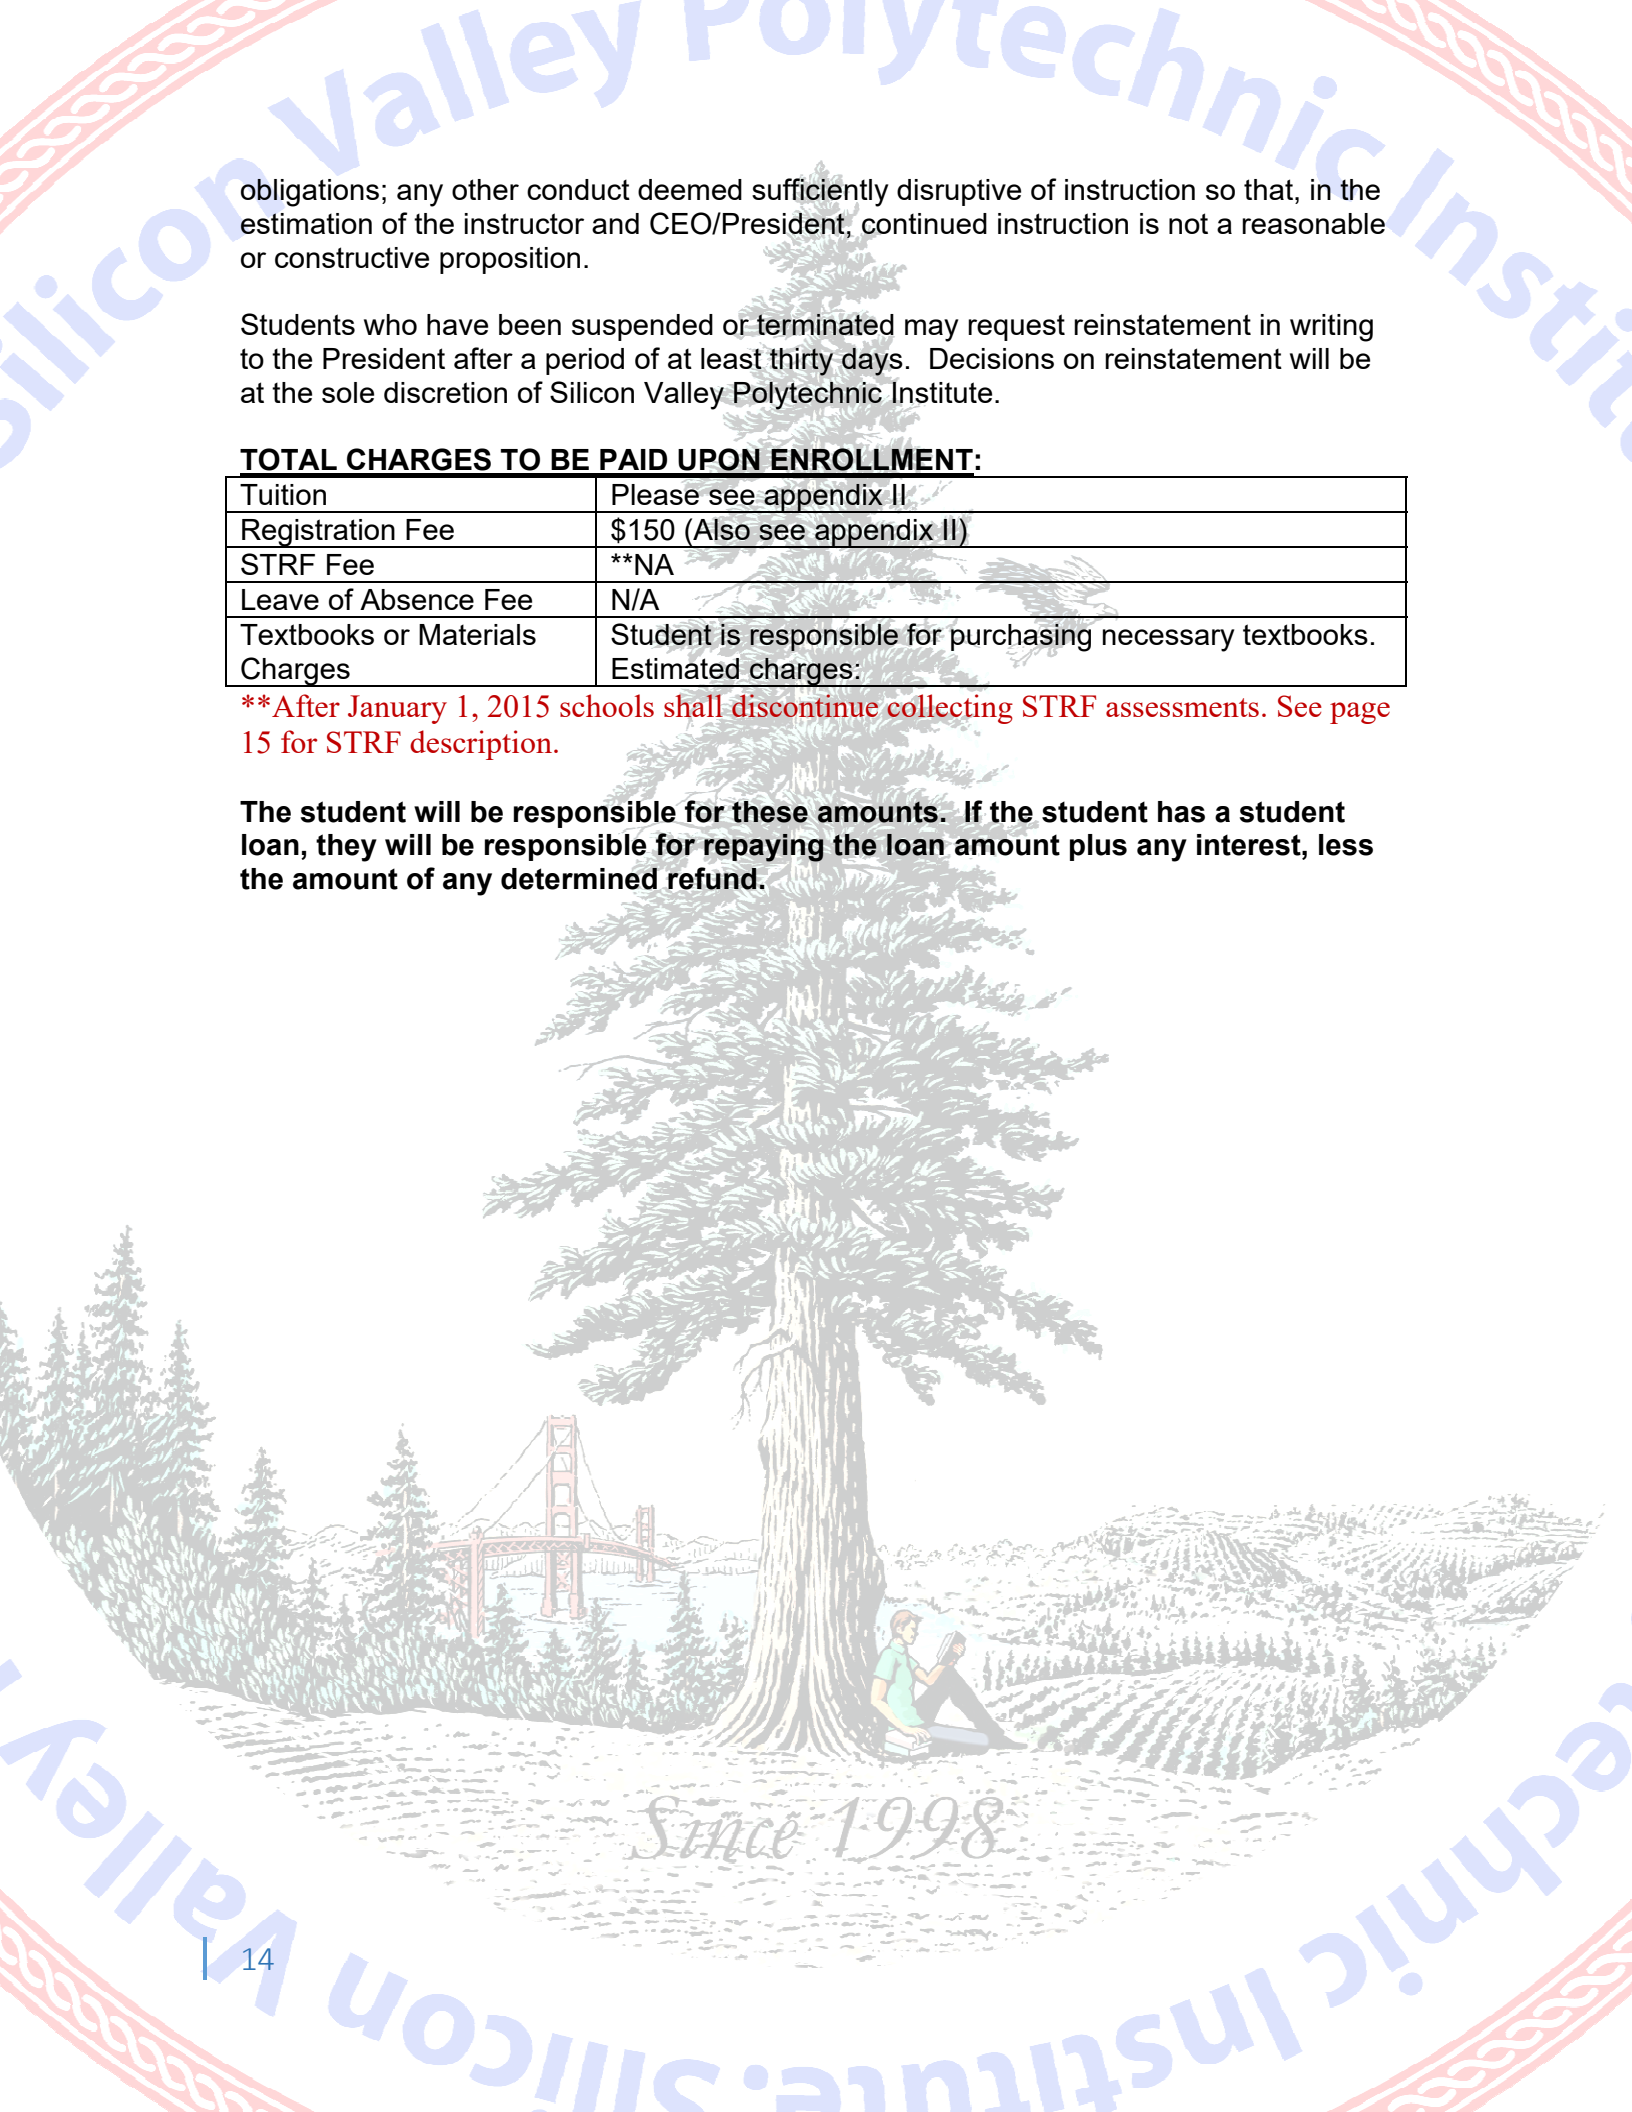 Silicon Valley Polytechnic Institute
obligations; any other conduct deemed sufficiently disruptive of instruction so that, in the
estimation of the instructor and CEO/President, continued instruction is not a reasonable
or constructive proposition.
Students who have been suspended or terminated may request reinstatement in writing
to the President after a period of at least thirty days.  Decisions on reinstatement will be
at the sole discretion of Silicon Valley Polytechnic Institute.
TOTAL CHARGES TO BE PAID UPON ENROLLMENT:
Tuition Please see appendix II
Registration Fee $150 (Also see appendix II)
STRF Fee **NA
Leave of Absence Fee N/A
Textbooks or Materials Student is responsible for purchasing necessary textbooks.
Charges Estimated charges:
**After January 1, 2015 schools shall discontinue collecting STRF assessments. See page
15 for STRF description.
The student will be responsible for these amounts.  If the student has a student
loan, they will be responsible for repaying the loan amount plus any interest, less
the amount of any determined refund.
Since 1998
14
Silicon Valley
technic Institute.